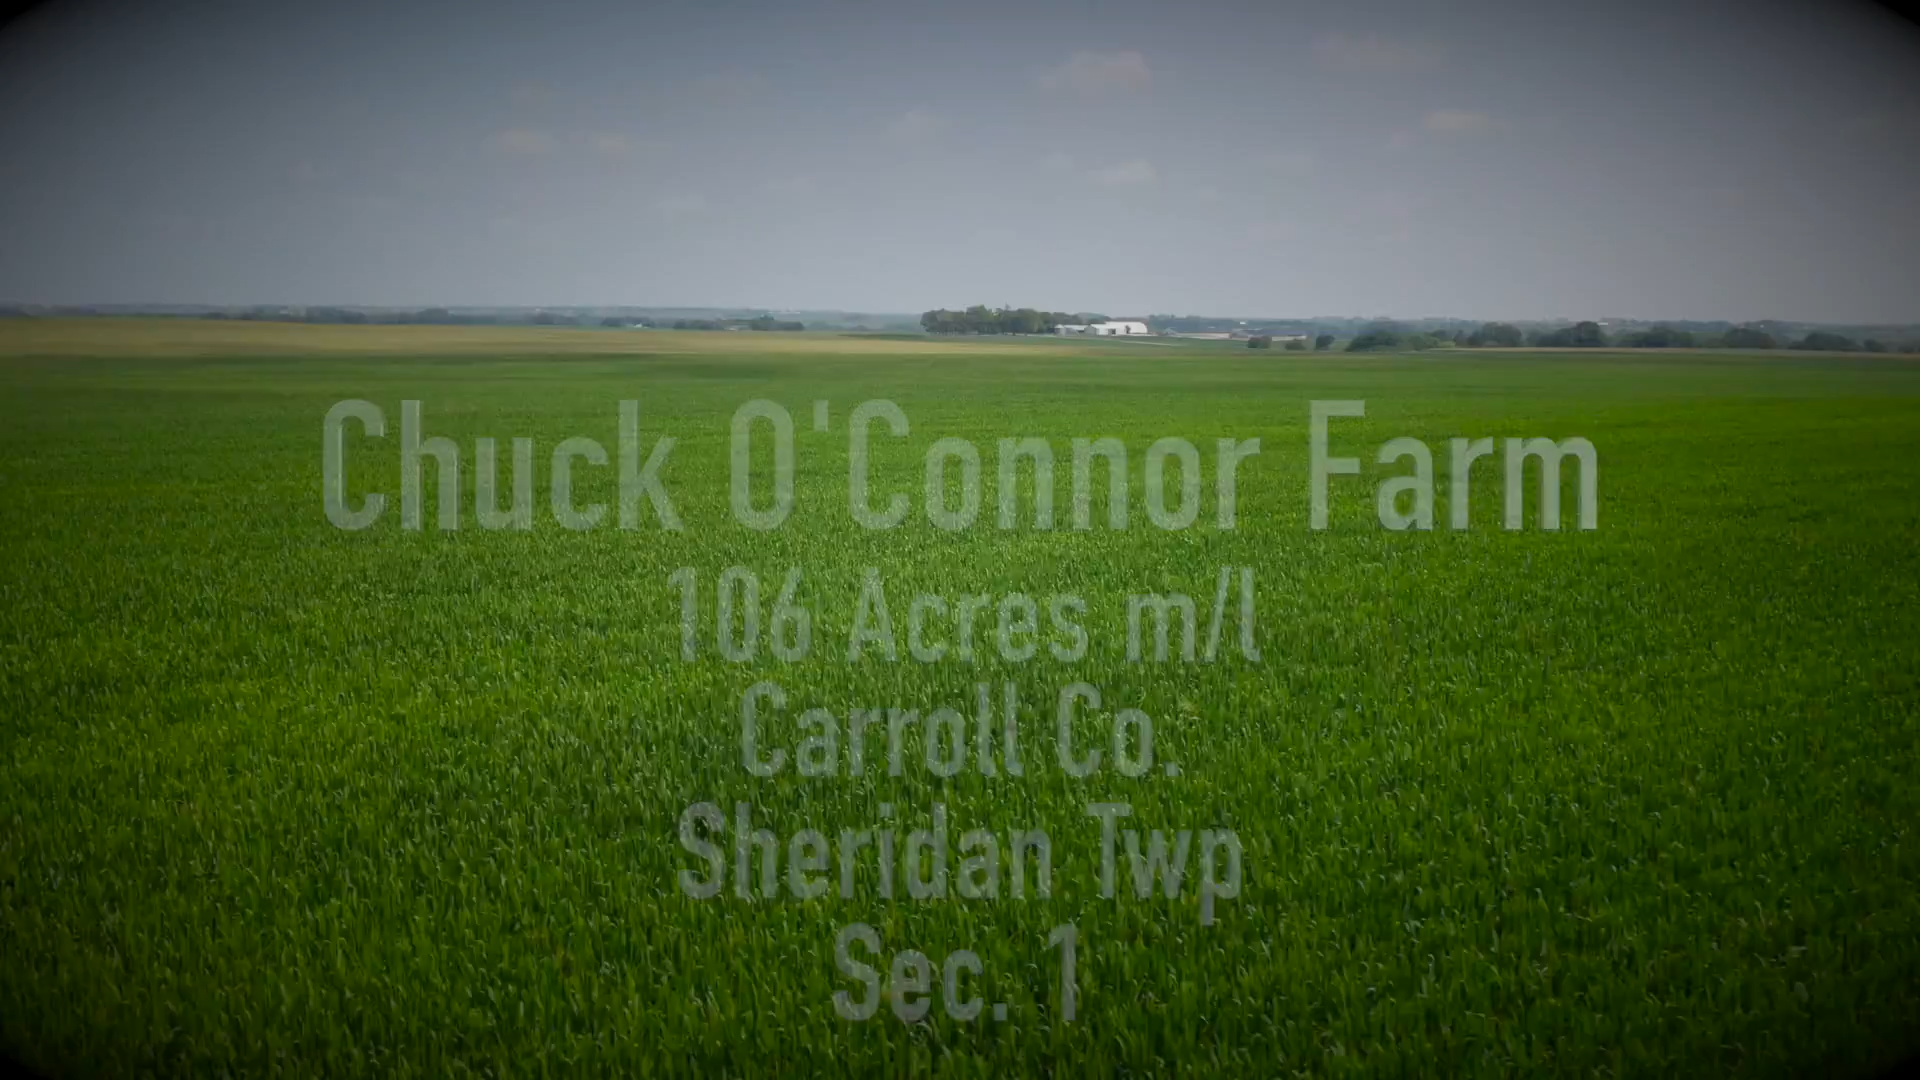 Chuck O'Connor Farm
106 Acres m/l
Carroll Co.
Sheridan Twp
Sec. 1